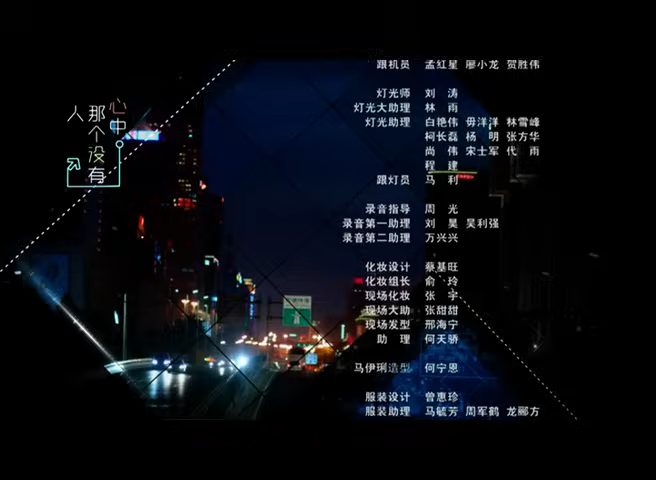 心中
那个没有
人
跟机员 孟红星 廖小龙 贺胜伟
灯光师 刘 涛
灯光大助理 林 雨
灯光助理 白艳伟 毋洋洋 林雪峰
柯长磊 杨 明 张方华
尚 伟 宋士军 代 雨
程 建
跟灯员 马 利
录音指导 周 光
录音第一助理 刘 昊 吴利强
录音第二助理 万兴兴
化妆设计 蔡基旺
化妆组长 俞 玲
现场化妆 张 宇
现场大助 张甜甜
现场发型 邢海宁
助 理 何天骄
马伊琍造型 何宁恩
服装设计 曾惠珍
服装助理 马毓芳 周军鹤 龙郦方